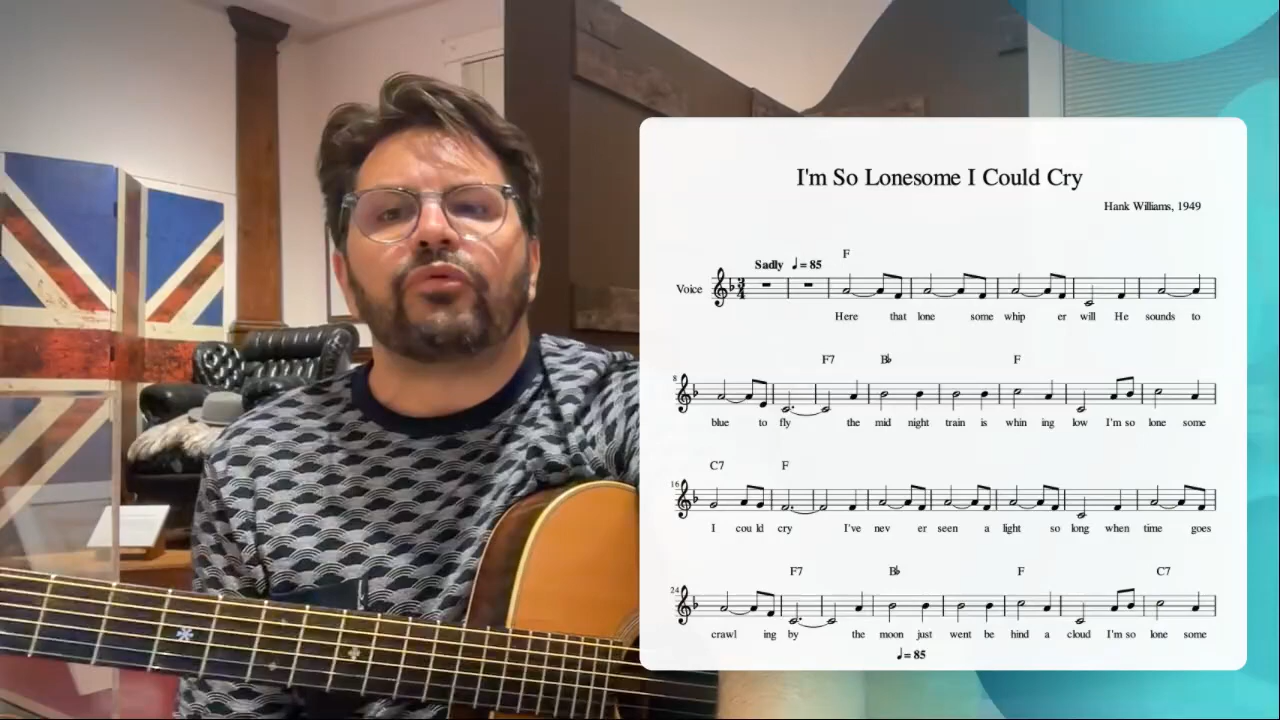 I'm So Lonesome I Could Cry
Hank Williams, 1949
F
Sadly ♩ = 85
Voice
3
4
Here that lone some whip er will He sounds to
F7 B♭ F
8
blue to fly the mid night train is whin ing low I'm so lone some
C7 F
16
I cou ld cry I've nev er seen a light so long when time goes
F7 B♭ F C7
24
crawl ing by the moon just went be hind a cloud I'm so lone some
♩ = 85